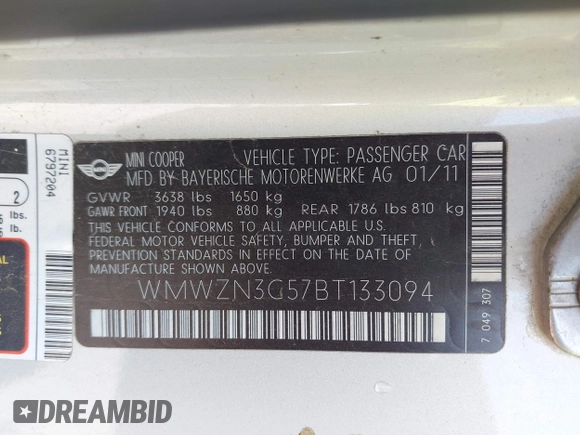 MINI COOPER VEHICLE TYPE: PASSENGER CAR
MFD BY BAYERISCHE MOTORENWERKE AG 01/11
GVWR 3638 lbs 1650 kg
GAWR FRONT 1940 lbs 880 kg REAR 1786 lbs 810 kg
THIS VEHICLE CONFORMS TO ALL APPLICABLE U.S.
FEDERAL MOTOR VEHICLE SAFETY, BUMPER AND THEFT
PREVENTION STANDARDS IN EFFECT ON THE
DATE OF MANUFACTURE SHOWN ABOVE.
WMWZN3G57BT133094
7 049 307
MINI
6797204
2
lbs.
lb.
DREAMBID